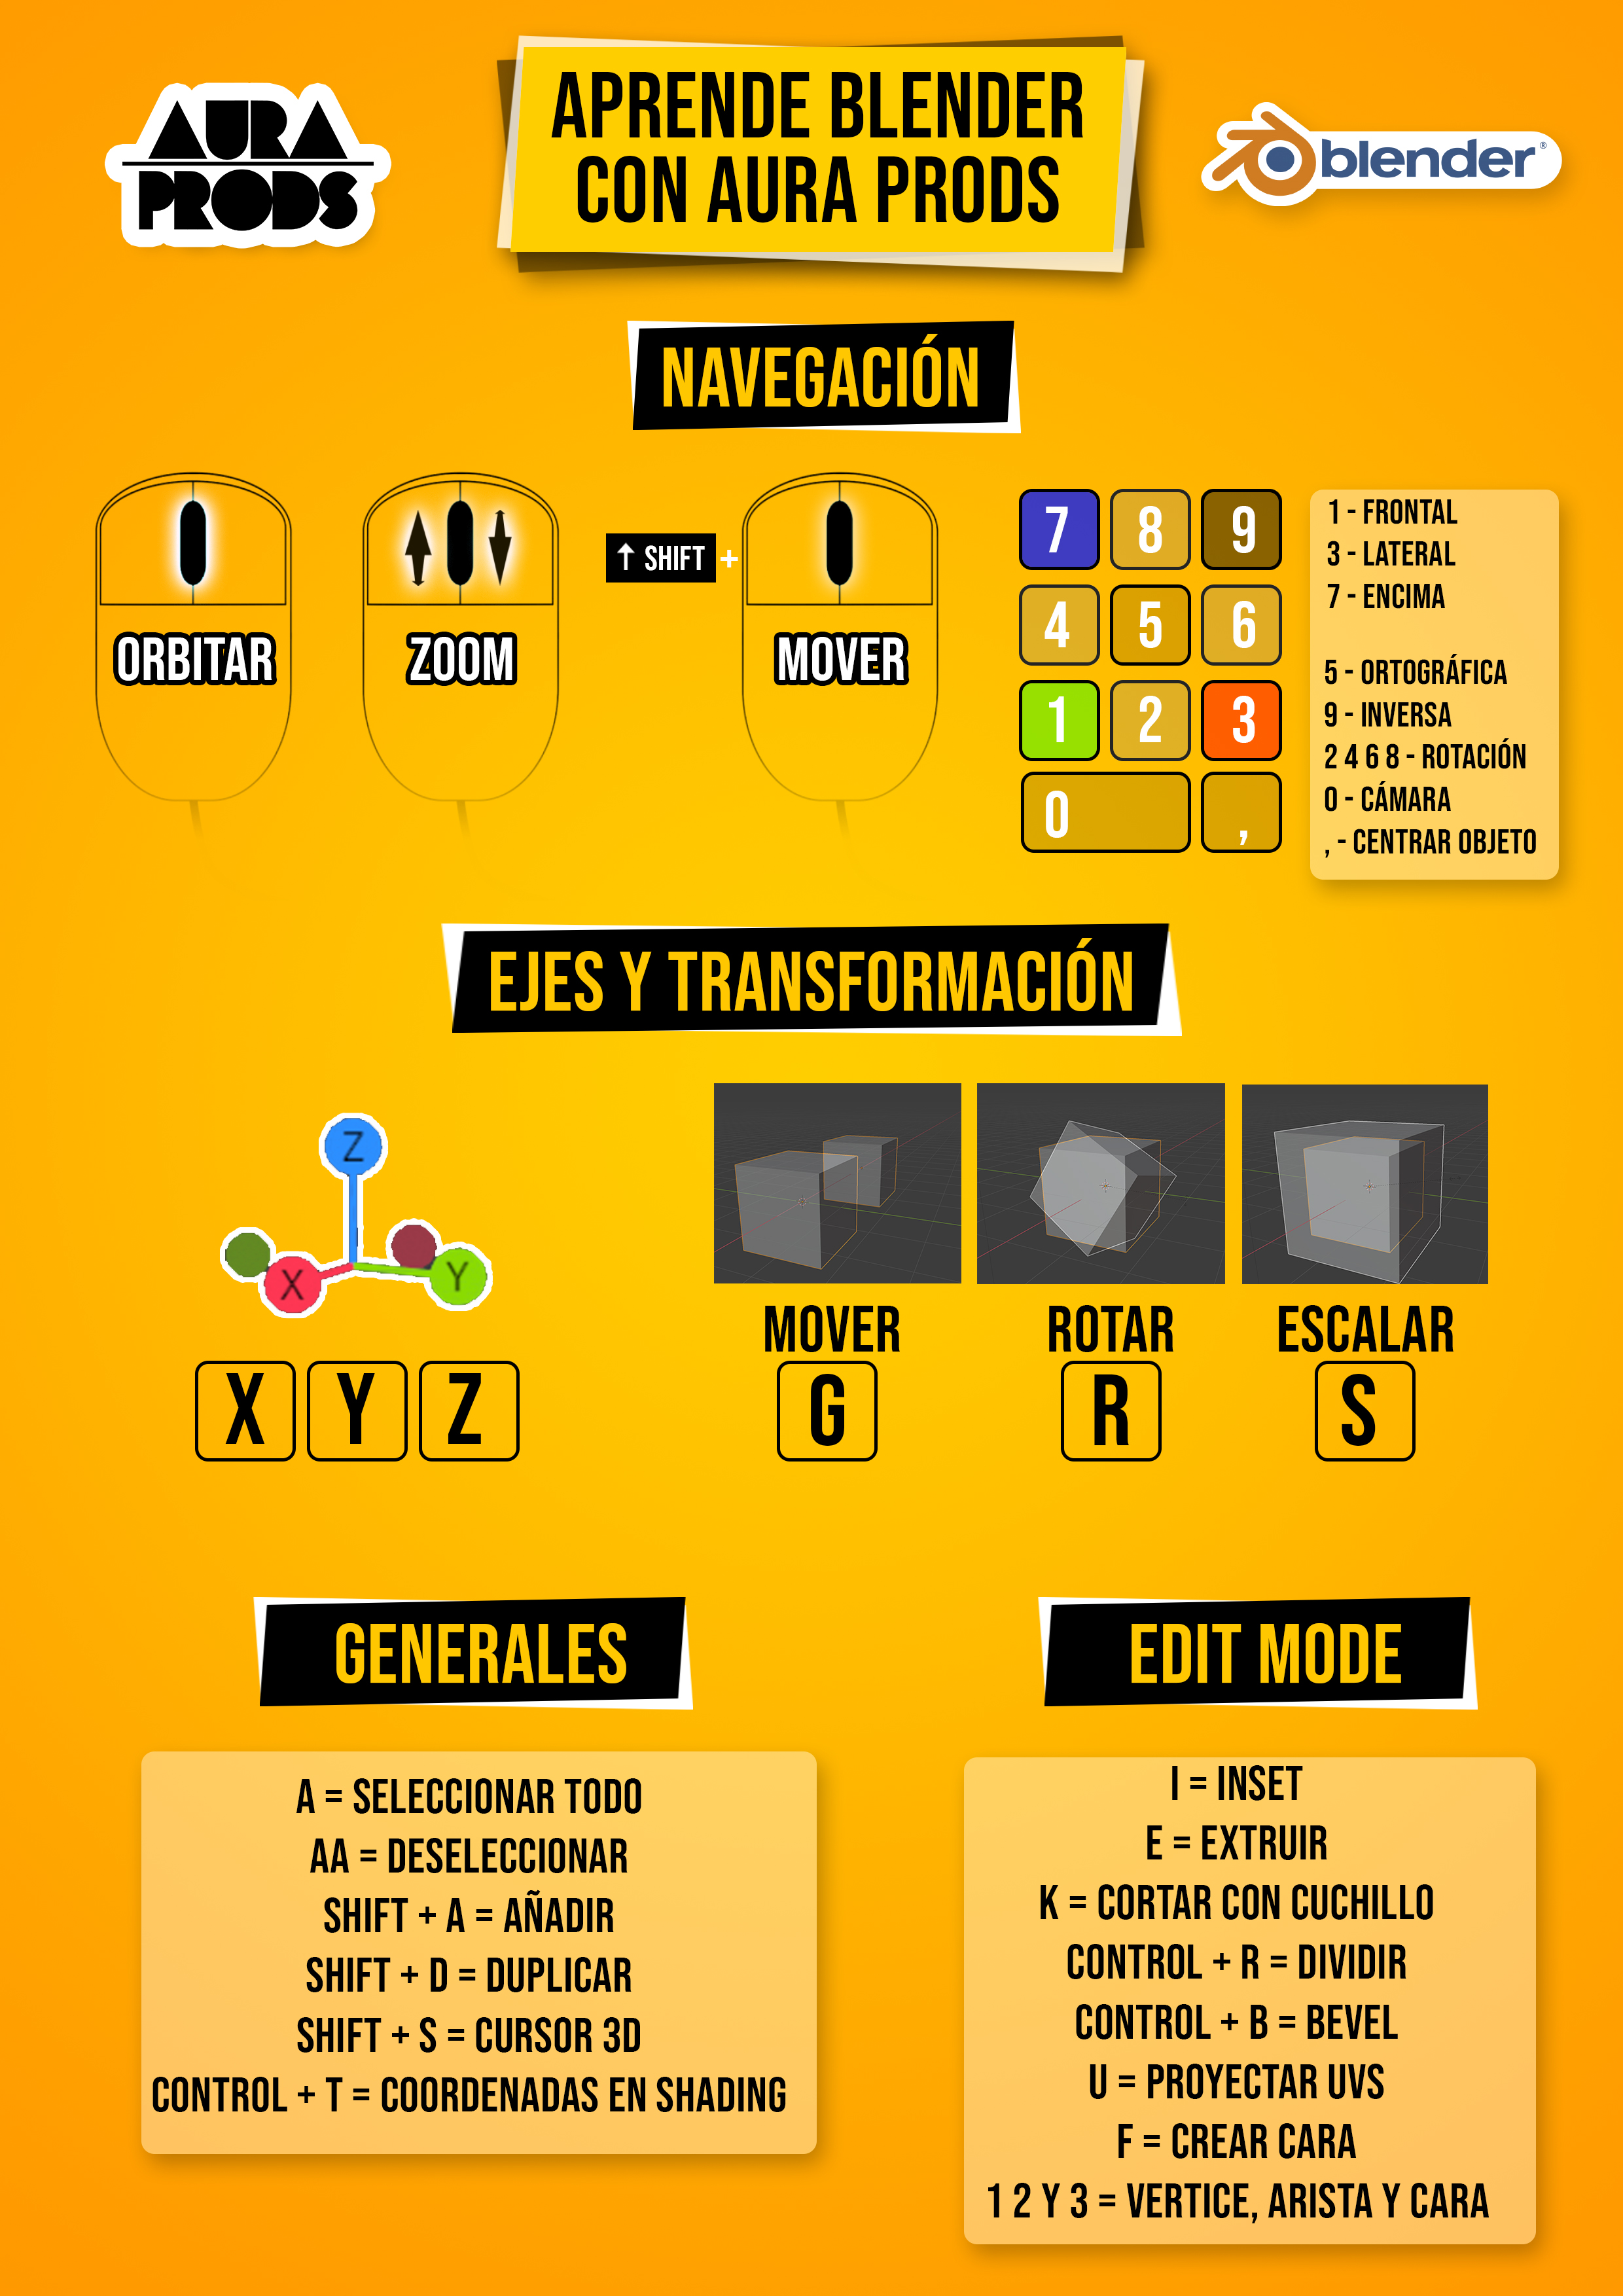 AURA
PRODS
APRENDE BLENDER
CON AURA PRODS
blender®
NAVEGACIÓN
ORBITAR
ZOOM
↑ SHIFT +
MOVER
7 8 9
4 5 6
1 2 3
0 ,
1 - FRONTAL
3 - LATERAL
7 - ENCIMA
5 - ORTOGRÁFICA
9 - INVERSA
2 4 6 8 - ROTACIÓN
0 - CÁMARA
, - CENTRAR OBJETO
EJES Y TRANSFORMACIÓN
Z
X
Y
X Y Z
MOVER
G
ROTAR
R
ESCALAR
S
GENERALES
A = SELECCIONAR TODO
AA = DESELECCIONAR
SHIFT + A = AÑADIR
SHIFT + D = DUPLICAR
SHIFT + S = CURSOR 3D
CONTROL + T = COORDENADAS EN SHADING
EDIT MODE
I = INSET
E = EXTRUIR
K = CORTAR CON CUCHILLO
CONTROL + R = DIVIDIR
CONTROL + B = BEVEL
U = PROYECTAR UVS
F = CREAR CARA
1 2 Y 3 = VERTICE, ARISTA Y CARA